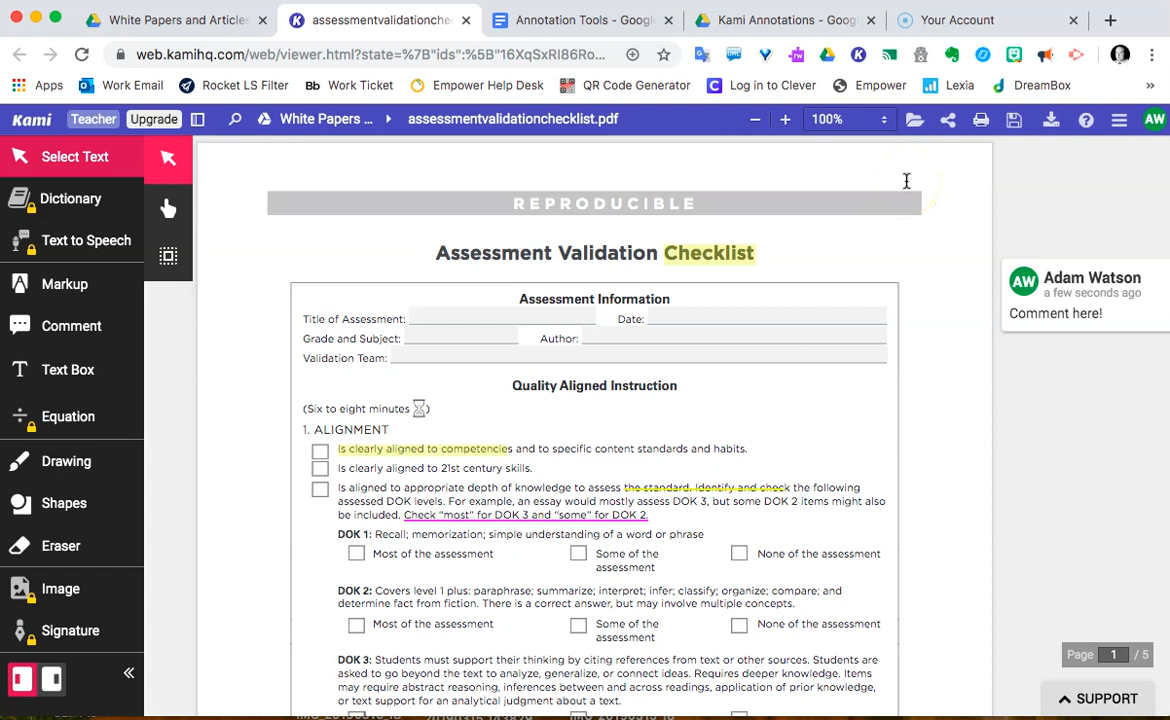 White Papers and Articles
assessmentvalidationche
Annotation Tools - Google
Kami Annotations - Goog
Your Account
web.kamihq.com/web/viewer.html?state=%7B"ids":%5B"16XqSxRI86Ro...
Apps
Work Email
Rocket LS Filter
Bb Work Ticket
Empower Help Desk
QR Code Generator
Log in to Clever
Empower
Lexia
DreamBox
»
Kami
Teacher
Upgrade
White Papers ...
assessmentvalidationchecklist.pdf
100%
AW
Select Text
Dictionary
Text to Speech
Markup
Comment
Text Box
Equation
Drawing
Shapes
Eraser
Image
Signature
REPRODUCIBLE
Assessment Validation Checklist
Assessment Information
Title of Assessment:
Date:
Grade and Subject:
Author:
Validation Team:
Quality Aligned Instruction
(Six to eight minutes )
1. ALIGNMENT
Is clearly aligned to competencies and to specific content standards and habits.
Is clearly aligned to 21st century skills.
Is aligned to appropriate depth of knowledge to assess the standard. Identify and check the following
assessed DOK levels. For example, an essay would mostly assess DOK 3, but some DOK 2 items might also
be included. Check "most" for DOK 3 and "some" for DOK 2.
DOK 1: Recall; memorization; simple understanding of a word or phrase
Most of the assessment
Some of the
assessment
None of the assessment
DOK 2: Covers level 1 plus: paraphrase; summarize; interpret; infer; classify; organize; compare; and
determine fact from fiction. There is a correct answer, but may involve multiple concepts.
Most of the assessment
Some of the
assessment
None of the assessment
DOK 3: Students must support their thinking by citing references from text or other sources. Students are
asked to go beyond the text to analyze, generalize, or connect ideas. Requires deeper knowledge. Items
may require abstract reasoning, inferences between and across readings, application of prior knowledge,
or text support for an analytical judgment about a text.
AW
Adam Watson
a few seconds ago
Comment here!
Page 1 / 5
SUPPORT